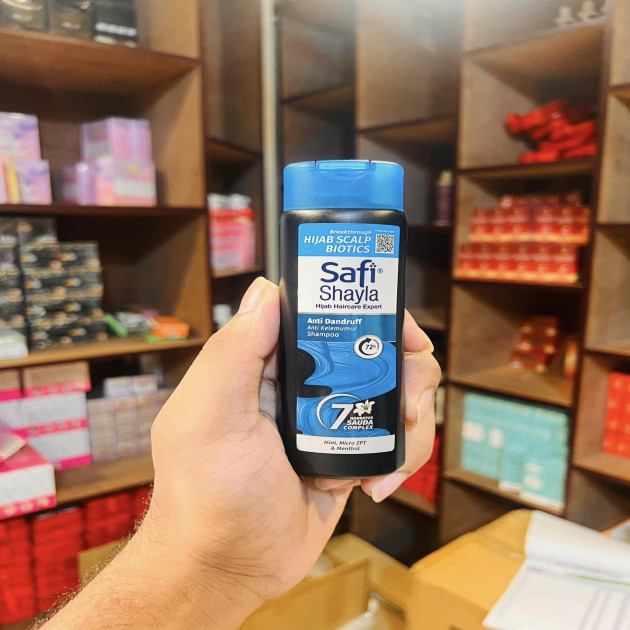 Breakthrough
HIJAB SCALP
BIOTICS
Safi®
Shayla
Hijab Haircare Expert
Anti Dandruff
Anti Kelemumur
Shampoo
72h
7
HABBATUS
SAUDA
COMPLEX
Mint, Micro ZPT
& Menthol